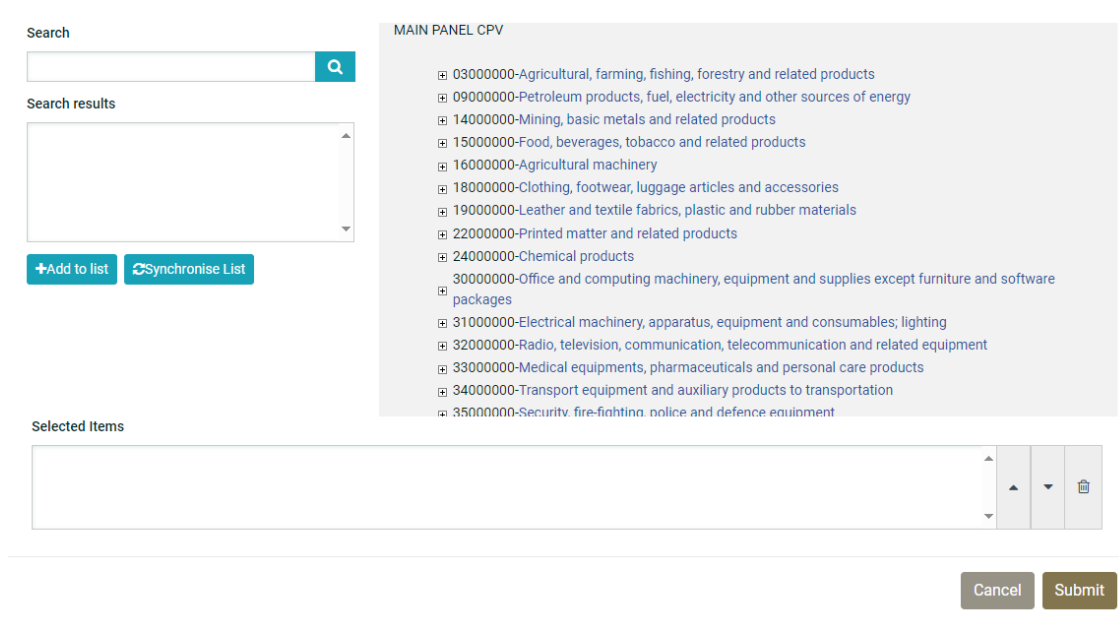 Search
Search results
+Add to list
Synchronise List
MAIN PANEL CPV
03000000-Agricultural, farming, fishing, forestry and related products
09000000-Petroleum products, fuel, electricity and other sources of energy
14000000-Mining, basic metals and related products
15000000-Food, beverages, tobacco and related products
16000000-Agricultural machinery
18000000-Clothing, footwear, luggage articles and accessories
19000000-Leather and textile fabrics, plastic and rubber materials
22000000-Printed matter and related products
24000000-Chemical products
30000000-Office and computing machinery, equipment and supplies except furniture and software
packages
31000000-Electrical machinery, apparatus, equipment and consumables; lighting
32000000-Radio, television, communication, telecommunication and related equipment
33000000-Medical equipments, pharmaceuticals and personal care products
34000000-Transport equipment and auxiliary products to transportation
35000000-Security, fire-fighting, police and defence equipment
Selected Items
Cancel
Submit